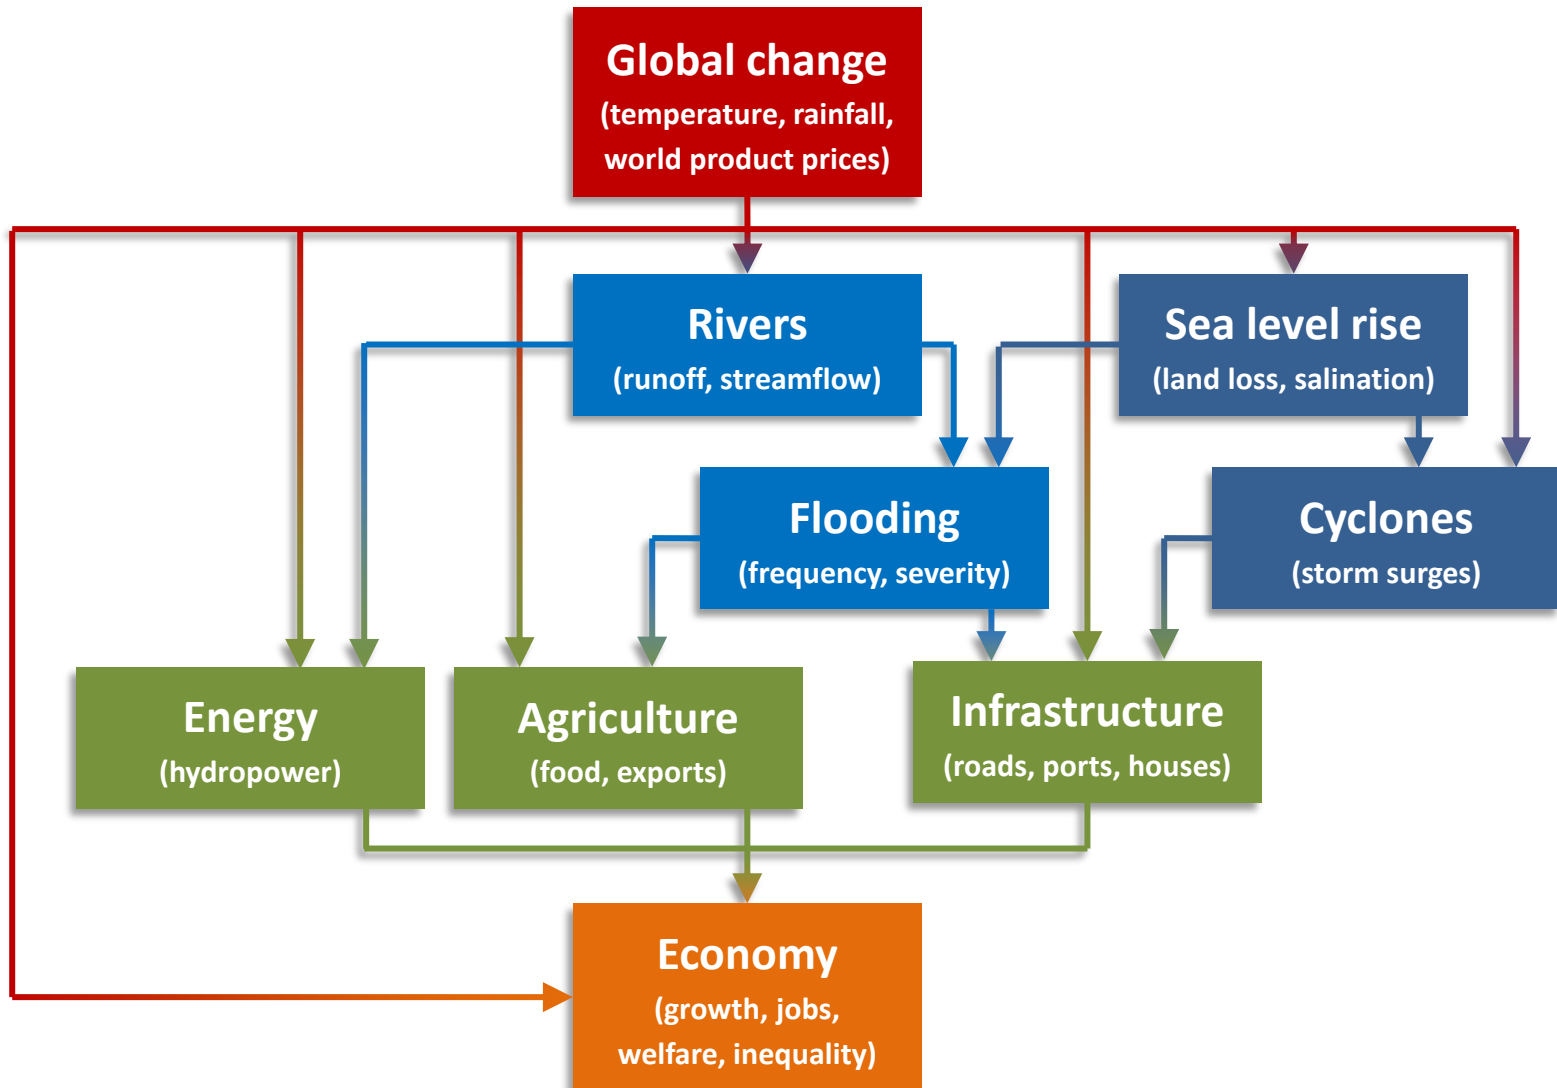 Global change
(temperature, rainfall,
world product prices)
Rivers
(runoff, streamflow)
Sea level rise
(land loss, salination)
Flooding
(frequency, severity)
Cyclones
(storm surges)
Energy
(hydropower)
Agriculture
(food, exports)
Infrastructure
(roads, ports, houses)
Economy
(growth, jobs,
welfare, inequality)